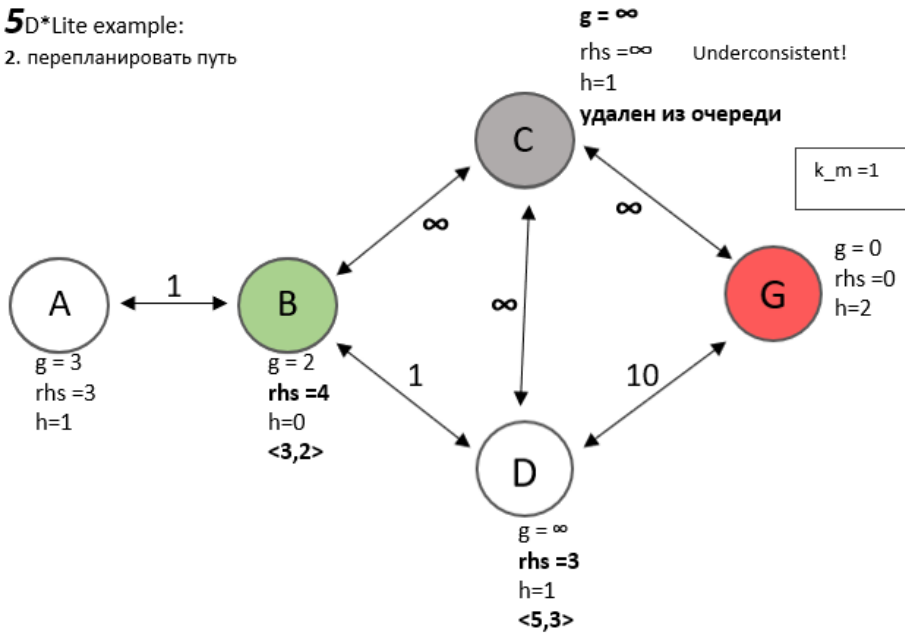 5D*Lite example:
2. перепланировать путь
g = ∞
rhs =∞ Underconsistent!
h=1
удален из очереди
C
k_m =1
∞
∞
g = 0
rhs =0
h=2
G
A
1
B
∞
g = 3
rhs =3
h=1
g = 2
rhs =4
h=0
<3,2>
1
10
D
g = ∞
rhs =3
h=1
<5,3>